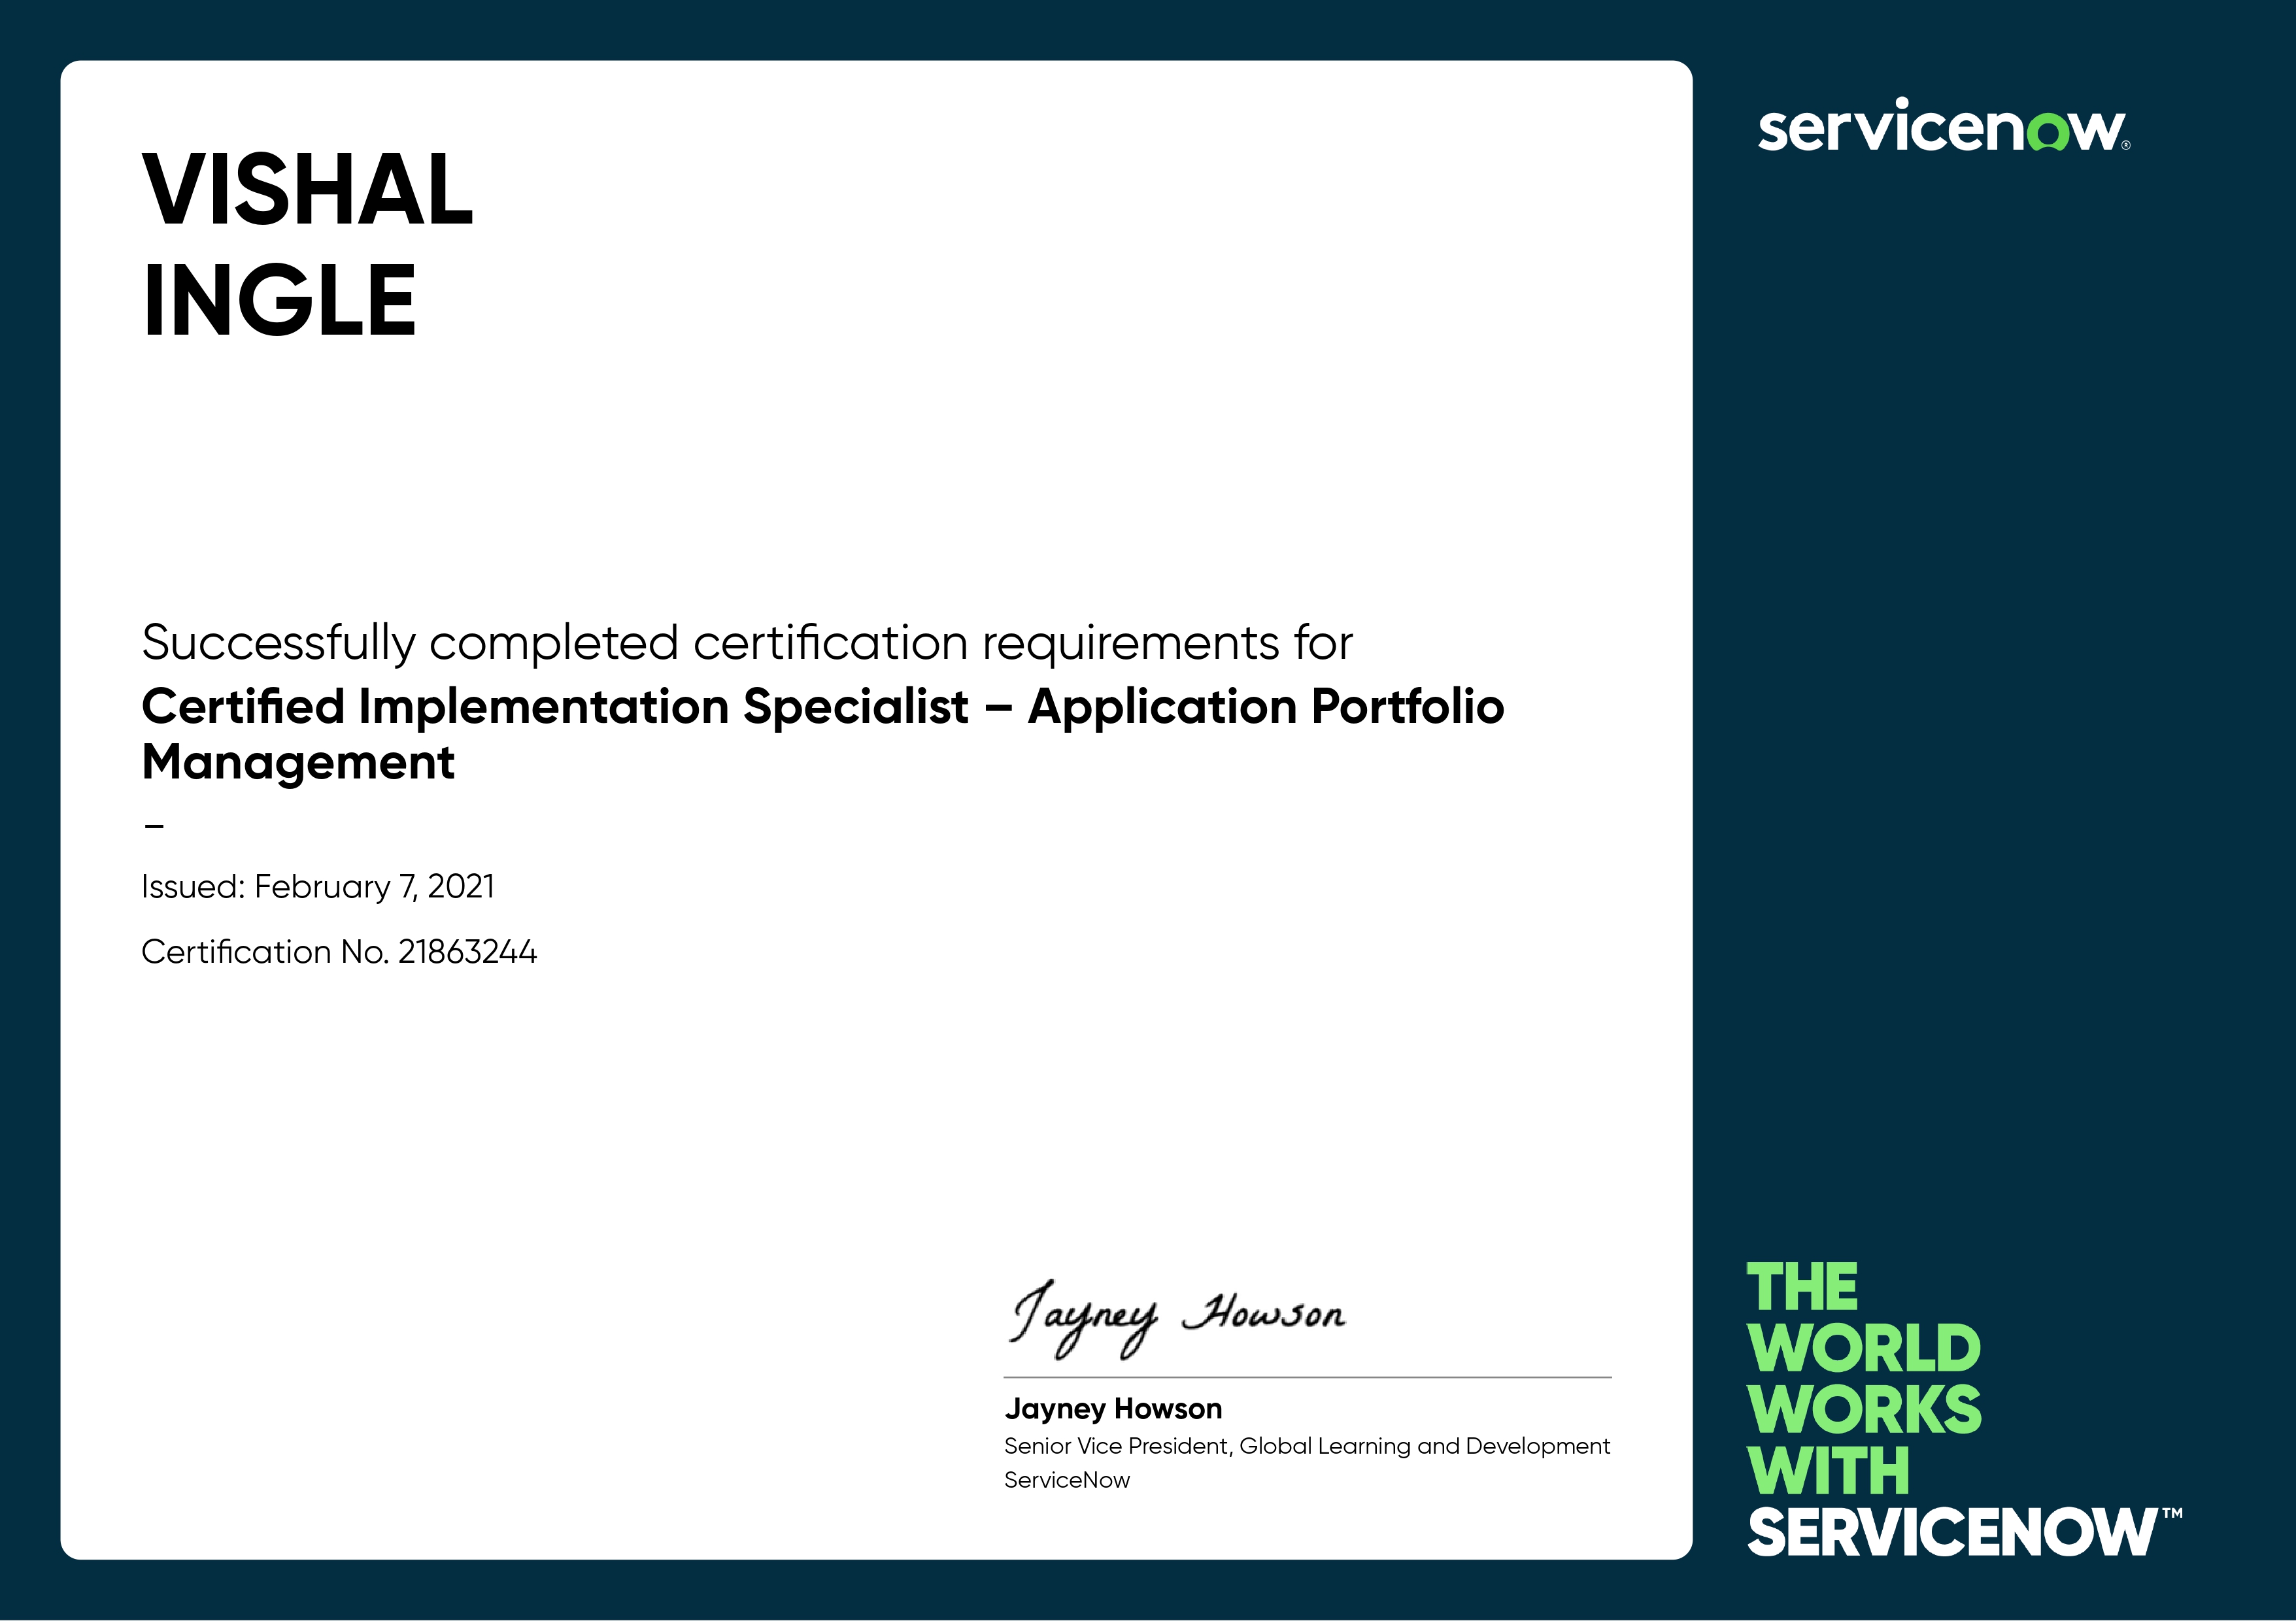 VISHAL
INGLE
servicenow®
Successfully completed certification requirements for
Certified Implementation Specialist – Application Portfolio
Management
–
Issued: February 7, 2021
Certification No. 21863244
Jayney Howson
Jayney Howson
Senior Vice President, Global Learning and Development
ServiceNow
THE
WORLD
WORKS
WITH
SERVICENOW™